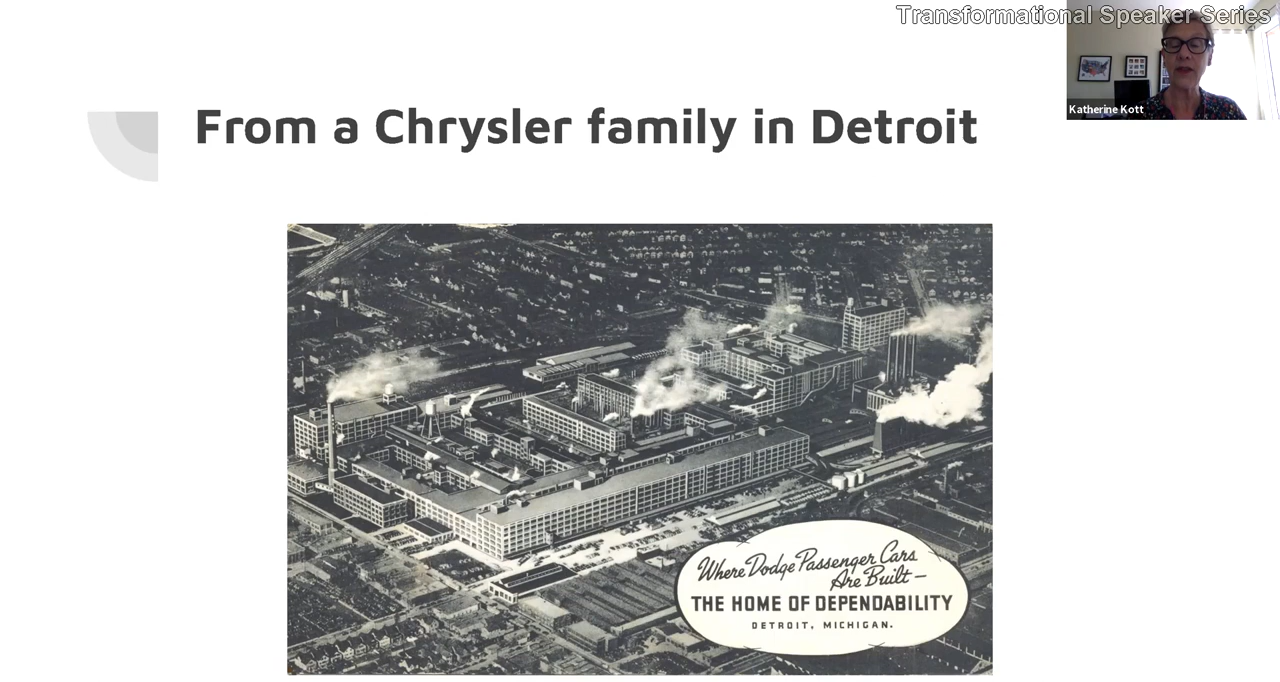 Transformational Speaker Series
Katherine Kott
From a Chrysler family in Detroit
Where Dodge Passenger Cars
Are Built—
THE HOME OF DEPENDABILITY
DETROIT, MICHIGAN.